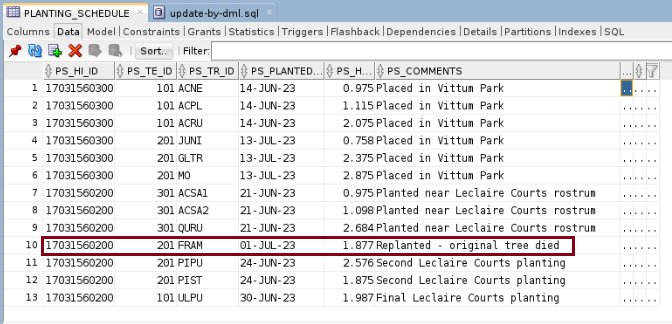 PLANTING_SCHEDULE update-by-dml.sql
Columns Data Model Constraints Grants Statistics Triggers Flashback Dependencies Details Partitions Indexes SQL
Sort.. Filter:
PS_HI_ID PS_TE_ID PS_TR_ID PS_PLANTED... PS_H... PS_COMMENTS ...
1 17031560300 101 ACNE 14-JUN-23 0.975 Placed in Vittum Park
2 17031560300 101 ACPL 14-JUN-23 1.115 Placed in Vittum Park
3 17031560300 101 ACRU 14-JUN-23 2.075 Placed in Vittum Park
4 17031560300 201 JUNI 13-JUL-23 0.758 Placed in Vittum Park
5 17031560300 201 GLTR 13-JUL-23 2.375 Placed in Vittum Park
6 17031560300 201 MO 13-JUL-23 2.875 Placed in Vittum Park
7 17031560200 301 ACSA1 21-JUN-23 0.975 Planted near Leclaire Courts rostrum
8 17031560200 301 ACSA2 21-JUN-23 1.098 Planted near Leclaire Courts rostrum
9 17031560200 301 QURU 21-JUN-23 2.684 Planted near Leclaire Courts rostrum
10 17031560200 201 FRAM 01-JUL-23 1.877 Replanted - original tree died
11 17031560200 201 PIPU 24-JUN-23 2.576 Second Leclaire Courts planting
12 17031560200 201 PIST 24-JUN-23 1.875 Second Leclaire Courts planting
13 17031560200 101 ULPU 30-JUN-23 1.987 Final Leclaire Courts planting